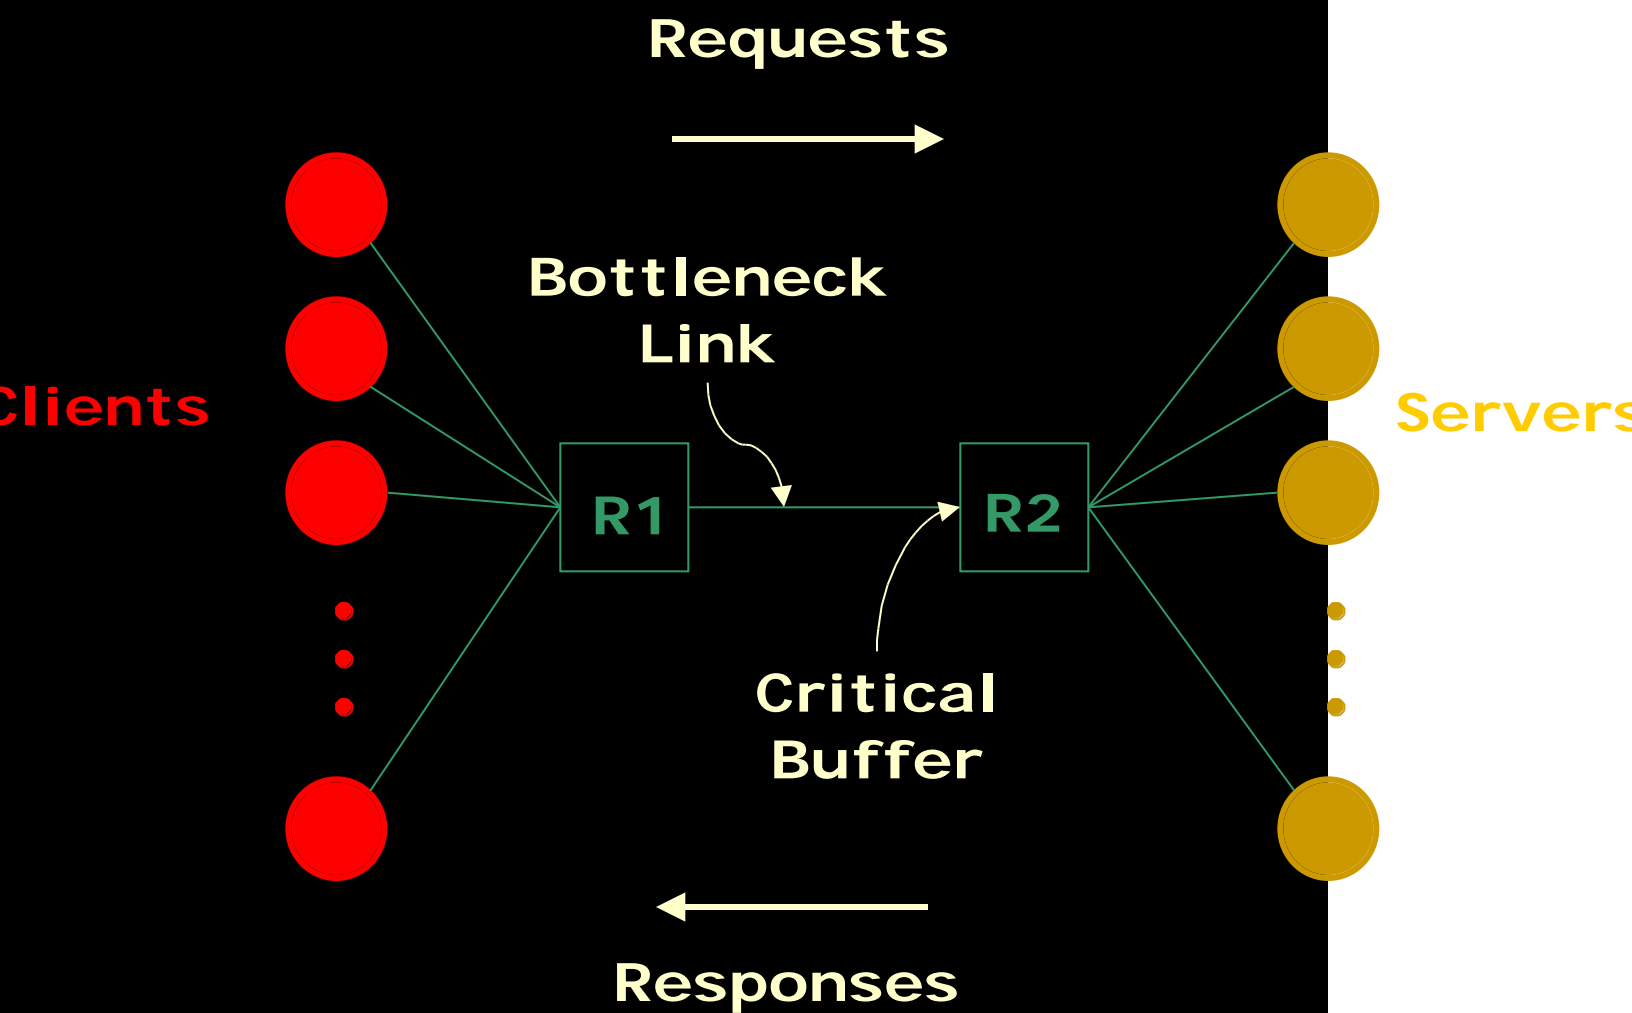 Requests
Bottleneck
Link
Clients
Servers
R1
R2
Critical
Buffer
Responses